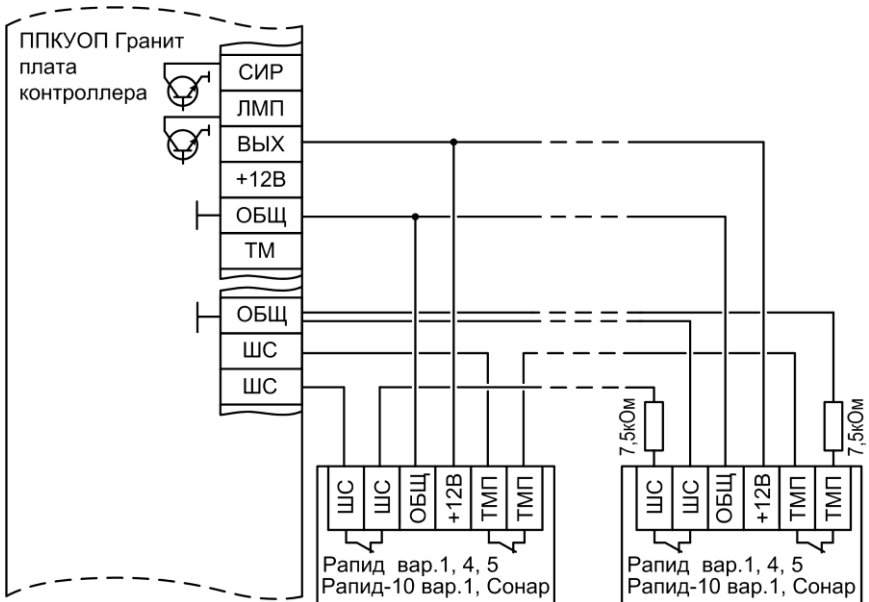 ППКУОП Гранит
плата
контроллера
СИР
ЛМП
ВЫХ
+12В
ОБЩ
ТМ
ОБЩ
ШС
ШС
7,5кОм
7,5кОм
ШС
ШС
ОБЩ
+12В
ТМП
ТМП
ШС
ШС
ОБЩ
+12В
ТМП
ТМП
Рапид вар.1, 4, 5
Рапид-10 вар.1, Сонар
Рапид вар.1, 4, 5
Рапид-10 вар.1, Сонар